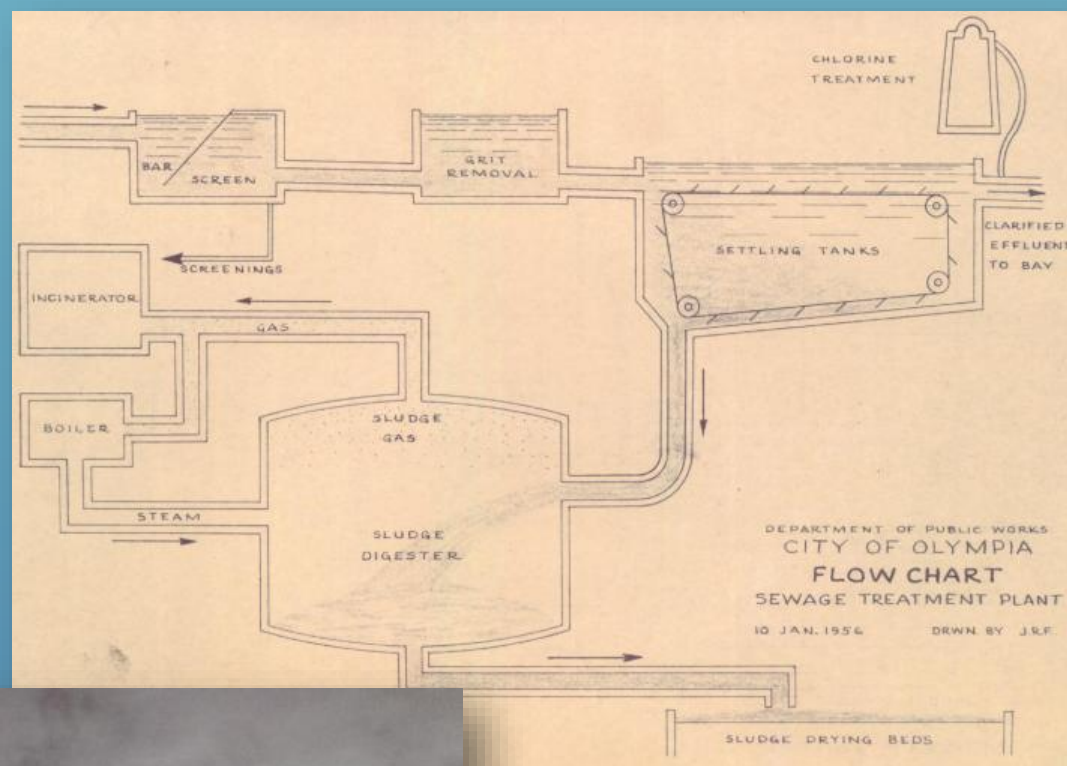 CHLORINE
TREATMENT
BAR
SCREEN
GRIT
REMOVAL
SETTLING TANKS
CLARIFIED
EFFLUENT
TO BAY
SCREENINGS
INCINERATOR
GAS
BOILER
SLUDGE
GAS
STEAM
SLUDGE
DIGESTER
DEPARTMENT OF PUBLIC WORKS
CITY OF OLYMPIA
FLOW CHART
SEWAGE TREATMENT PLANT
10 JAN. 1956 DRWN. BY J.R.F.
SLUDGE DRYING BEDS